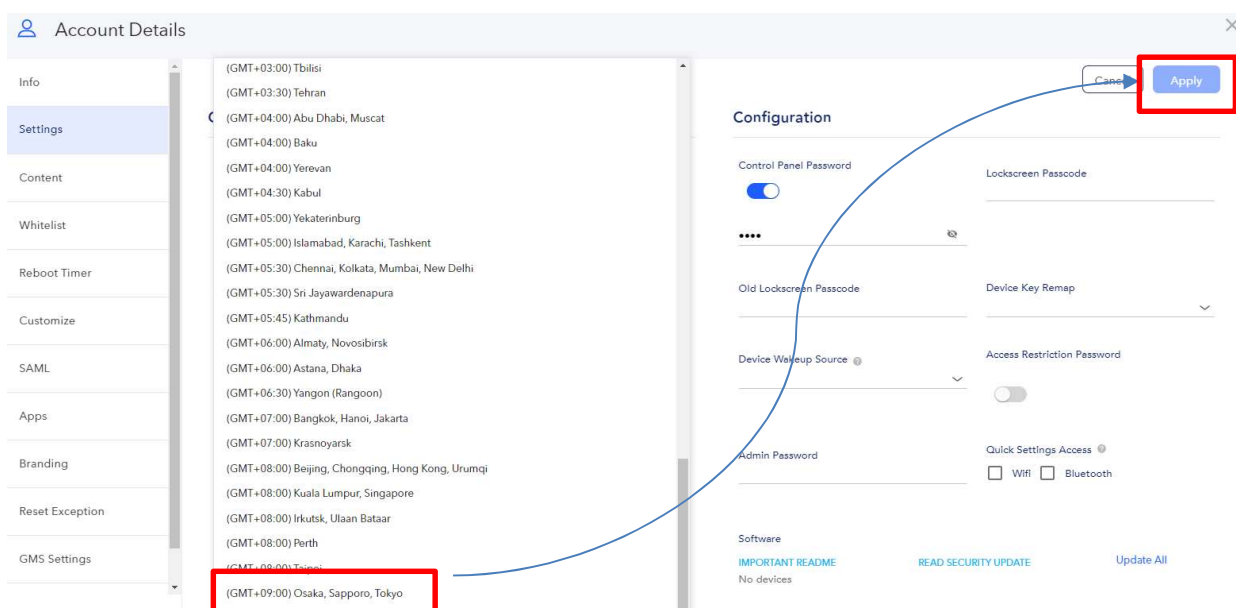 Account Details
Info
Settings
Content
Whitelist
Reboot Timer
Customize
SAML
Apps
Branding
Reset Exception
GMS Settings
(GMT+03:00) Tbilisi
(GMT+03:30) Tehran
(GMT+04:00) Abu Dhabi, Muscat
(GMT+04:00) Baku
(GMT+04:00) Yerevan
(GMT+04:30) Kabul
(GMT+05:00) Yekaterinburg
(GMT+05:00) Islamabad, Karachi, Tashkent
(GMT+05:30) Chennai, Kolkata, Mumbai, New Delhi
(GMT+05:30) Sri Jayawardenapura
(GMT+05:45) Kathmandu
(GMT+06:00) Almaty, Novosibirsk
(GMT+06:00) Astana, Dhaka
(GMT+06:30) Yangon (Rangoon)
(GMT+07:00) Bangkok, Hanoi, Jakarta
(GMT+07:00) Krasnoyarsk
(GMT+08:00) Beijing, Chongqing, Hong Kong, Urumqi
(GMT+08:00) Kuala Lumpur, Singapore
(GMT+08:00) Irkutsk, Ulaan Bataar
(GMT+08:00) Perth
(GMT+08:00) Taipei
(GMT+09:00) Osaka, Sapporo, Tokyo
Cancel
Apply
Configuration
Control Panel Password
Lockscreen Passcode
••••
Old Lockscreen Passcode
Device Key Remap
Device Wakeup Source
Access Restriction Password
Admin Password
Quick Settings Access
Wifi Bluetooth
Software
IMPORTANT README READ SECURITY UPDATE Update All
No devices